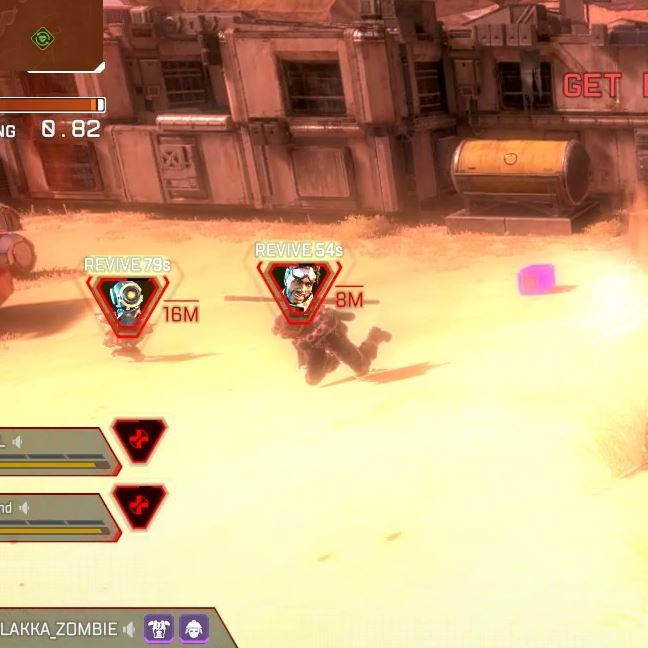 GET
NG 0.82
REVIVE 79s
REVIVE 54s
16M
8M
L
nd
LAKKA_ZOMBIE